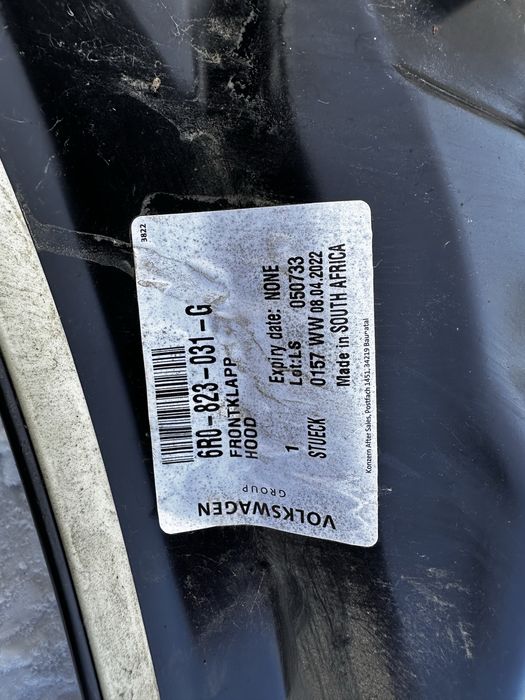 VOLKSWAGEN
GROUP
6R0-823-031-G
FRONTKLAPP
HOOD
1
STUECK
Expiry date: NONE
Lot:LS 050733
0157 WW 08.04.2022
Made in SOUTH AFRICA
Konzern After Sales, Postfach 1451, 34219 Baunatal
3822